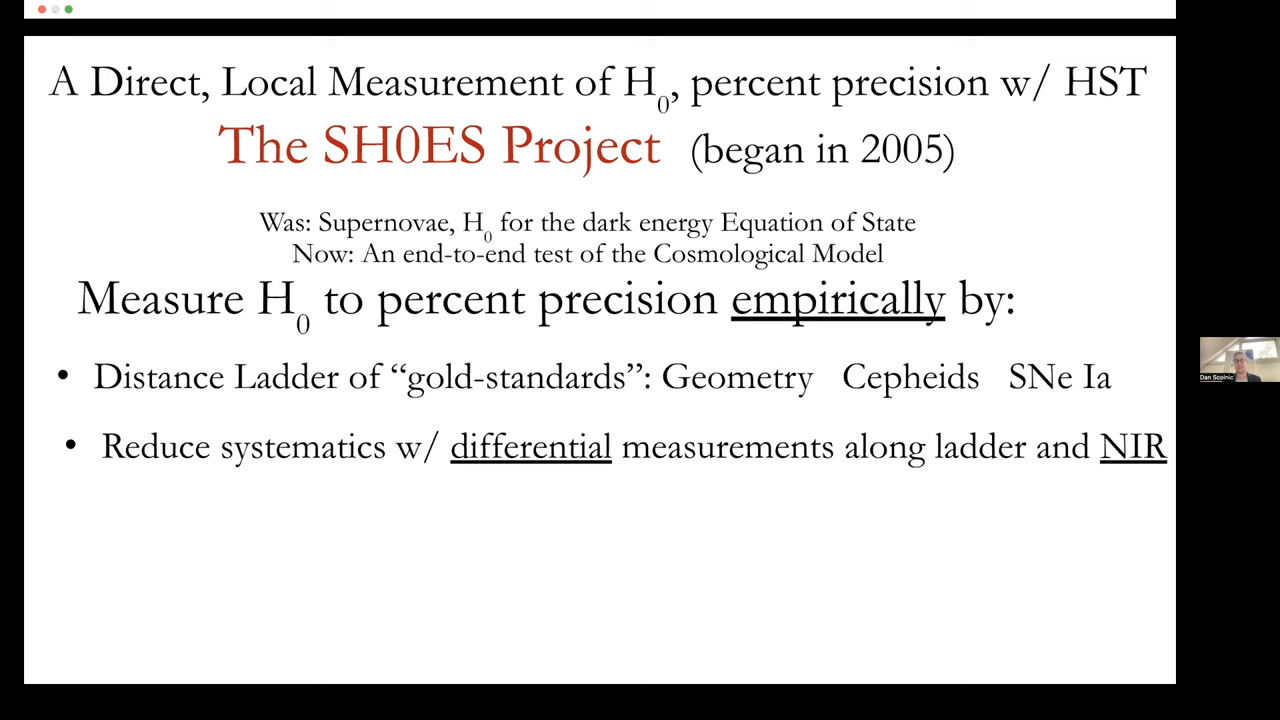 A Direct, Local Measurement of H₀, percent precision w/ HST
The SH0ES Project (began in 2005)
Was: Supernovae, H₀ for the dark energy Equation of State
Now: An end-to-end test of the Cosmological Model
Measure H₀ to percent precision empirically by:
• Distance Ladder of “gold-standards”: Geometry Cepheids SNe Ia
• Reduce systematics w/ differential measurements along ladder and NIR
Dan Scolnic